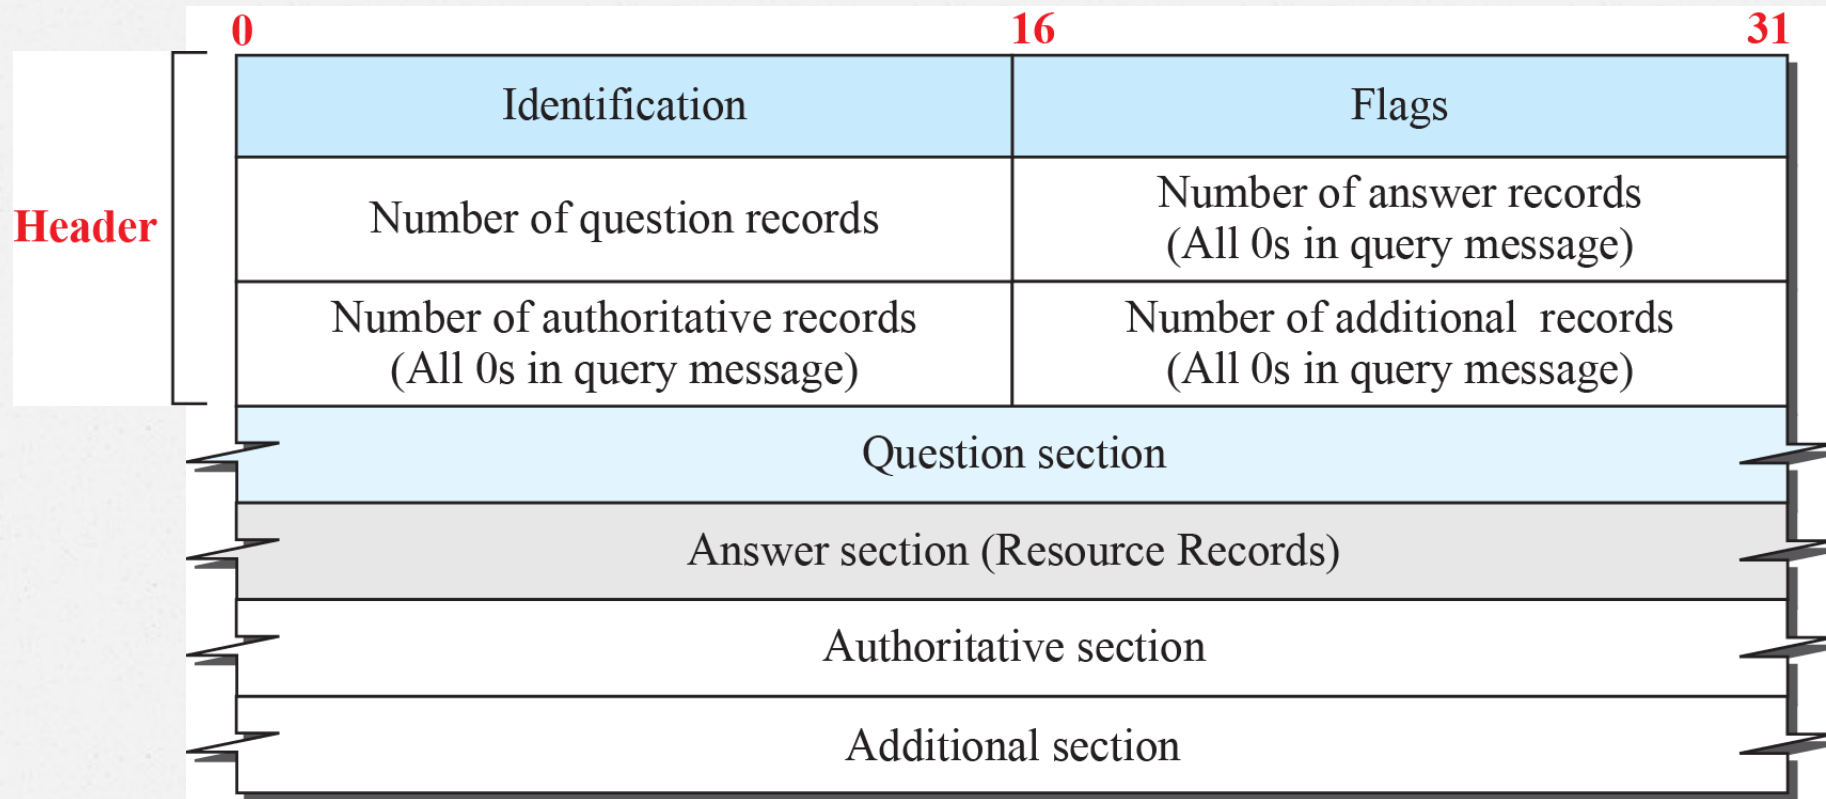 0 16 31
Identification Flags
Header
Number of question records
Number of answer records
(All 0s in query message)
Number of authoritative records
(All 0s in query message)
Number of additional records
(All 0s in query message)
Question section
Answer section (Resource Records)
Authoritative section
Additional section